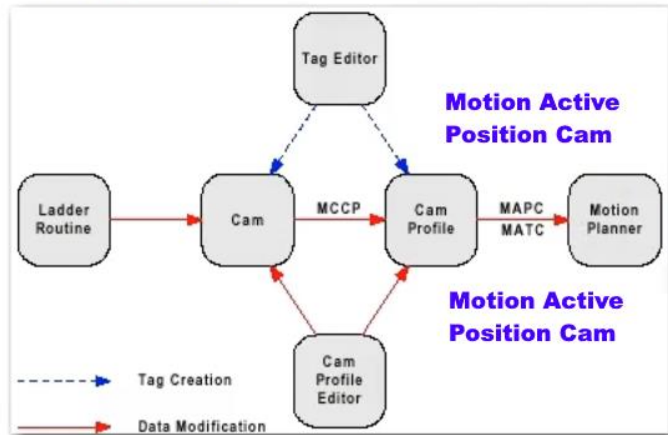 Tag Editor
Motion Active
Position Cam
Ladder
Routine
Cam
MCCP
Cam
Profile
MAPC
MATC
Motion
Planner
Motion Active
Position Cam
Cam
Profile
Editor
Tag Creation
Data Modification